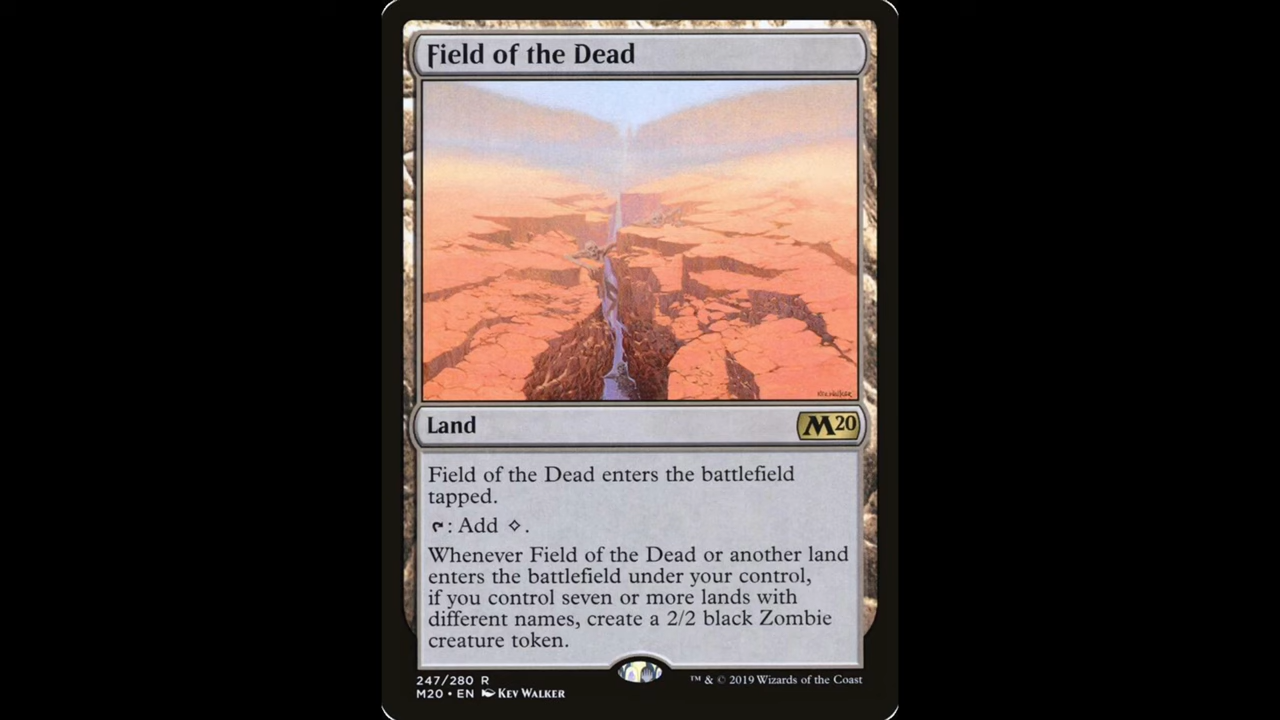 Field of the Dead
Land
M20
Field of the Dead enters the battlefield
tapped.
: Add .
Whenever Field of the Dead or another land
enters the battlefield under your control,
if you control seven or more lands with
different names, create a 2/2 black Zombie
creature token.
247/280 R
M20 • EN Kev Walker
™ & © 2019 Wizards of the Coast